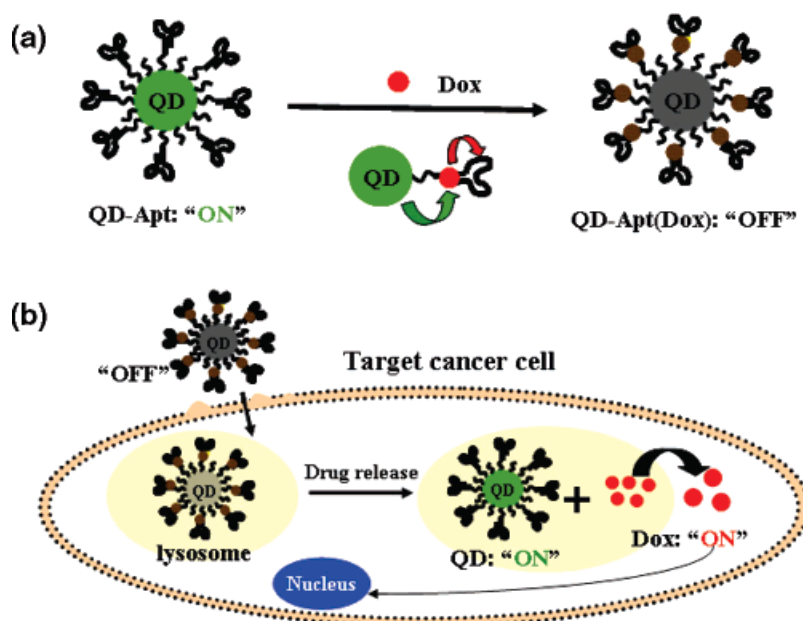 (a)
QD
Dox
QD
QD
QD-Apt: “ON”
QD-Apt(Dox): “OFF”
(b)
QD
“OFF”
Target cancer cell
QD
Drug release
QD
+
lysosome
QD: “ON”
Dox: “ON”
Nucleus